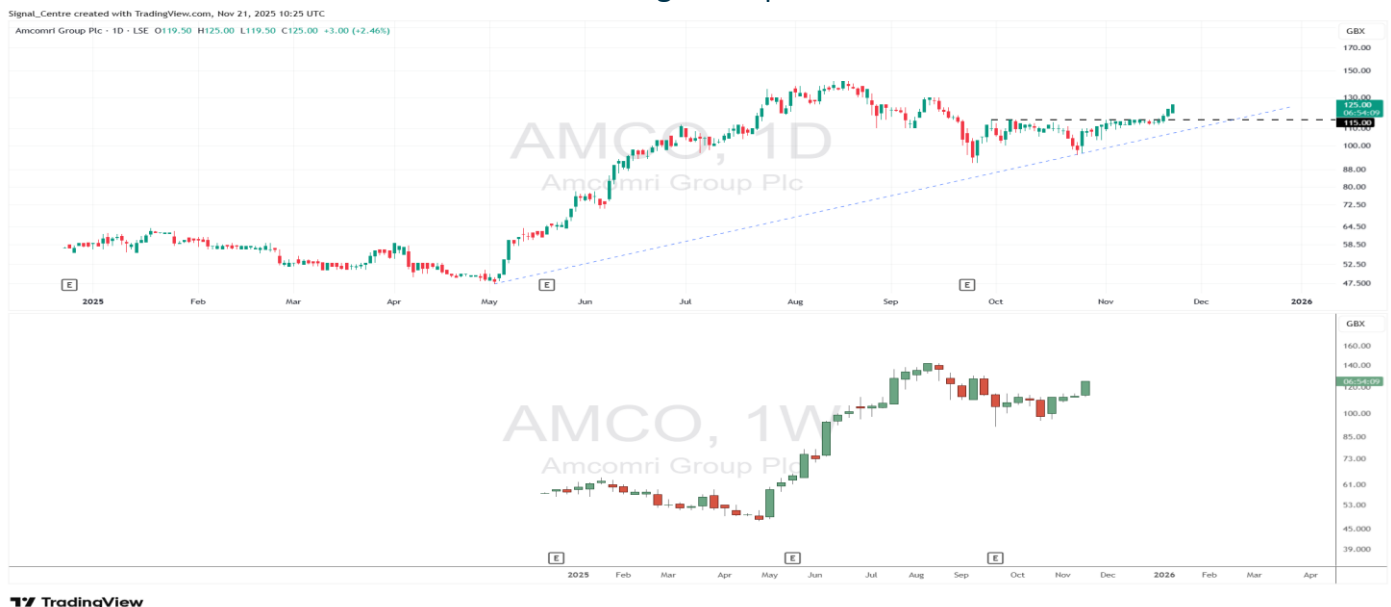 Signal_Centre created with TradingView.com, Nov 21, 2025 10:25 UTC
Amcomri Group Plc · 1D · LSE O119.50 H125.00 L119.50 C125.00 +3.00 (+2.46%)
GBX
170.00
150.00
130.00
125.00
06:54:09
115.00
110.00
100.00
88.00
80.00
72.50
64.50
58.50
52.50
47.500
AMCO, 1D
Amcomri Group Plc
E E E
2025 Feb Mar Apr May Jun Jul Aug Sep Oct Nov Dec 2026
GBX
160.00
140.00
06:54:09
120.00
100.00
85.00
73.00
61.00
53.00
45.000
39.000
AMCO, 1W
Amcomri Group Plc
E E E
2025 Feb Mar Apr May Jun Jul Aug Sep Oct Nov Dec 2026 Feb Mar Apr
TradingView